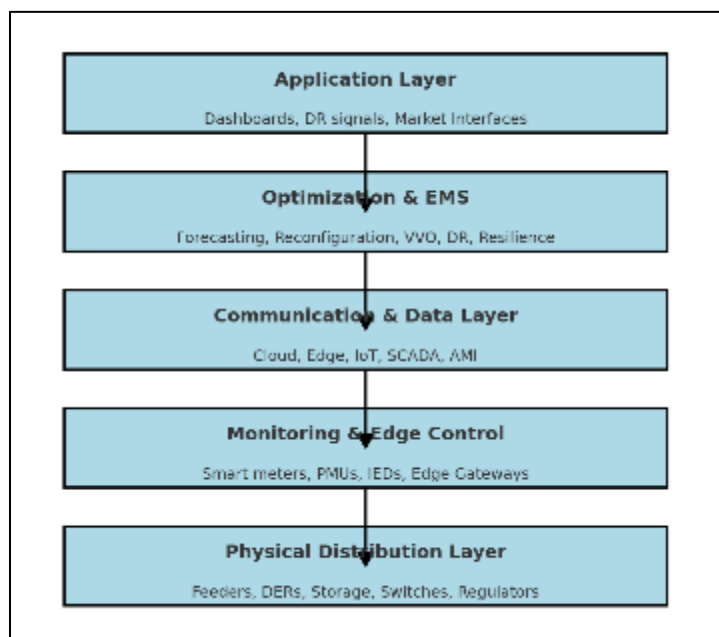 Application Layer
Dashboards, DR signals, Market Interfaces
Optimization & EMS
Forecasting, Reconfiguration, VVO, DR, Resilience
Communication & Data Layer
Cloud, Edge, IoT, SCADA, AMI
Monitoring & Edge Control
Smart meters, PMUs, IEDs, Edge Gateways
Physical Distribution Layer
Feeders, DERs, Storage, Switches, Regulators